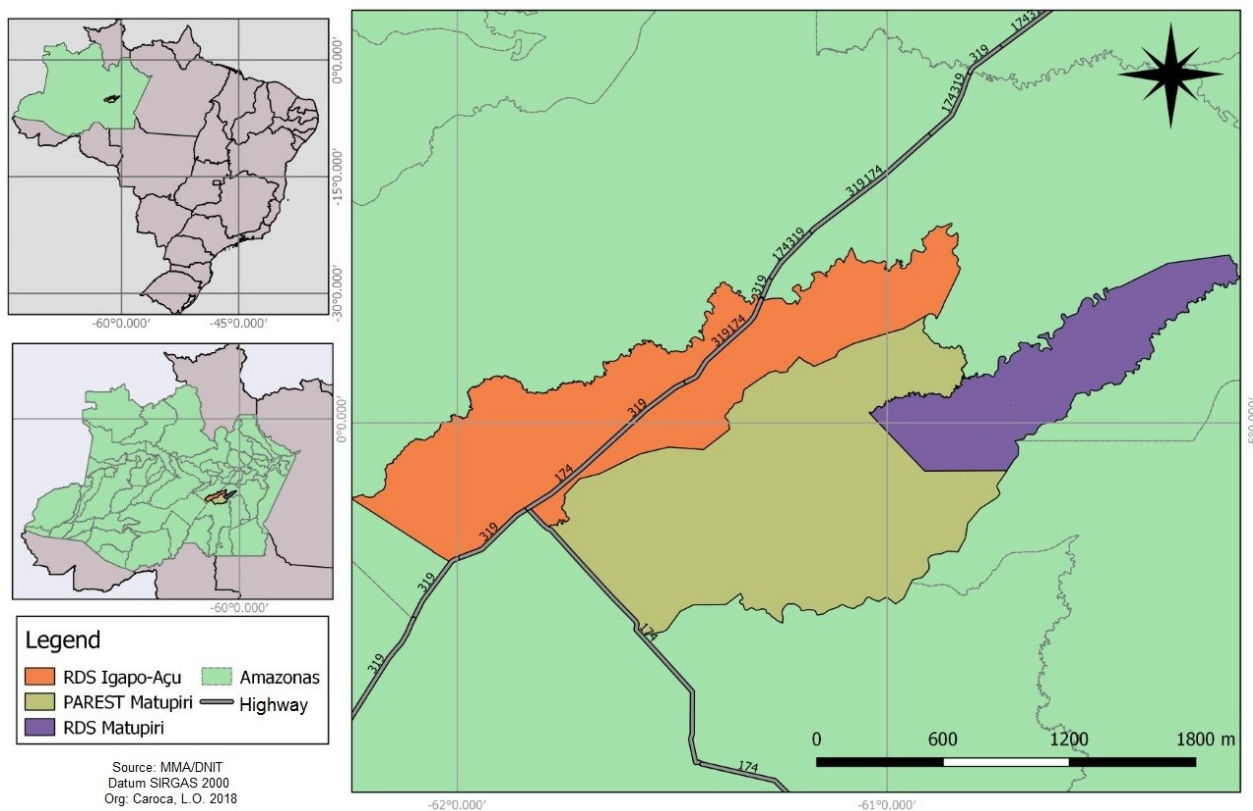 0°0.000'
-15°0.000'
-30°0.000'
-60°0.000'
-45°0.000'
0°0.000'
-60°0.000'
Legend
RDS Igapo-Açu
PAREST Matupiri
RDS Matupiri
Amazonas
Highway
Source: MMA/DNIT
Datum SIRGAS 2000
Org: Caroca, L.O. 2018
319
174319
319174
174319
319
319174
319
174
319
319
319
174
174
0
600
1200
1800 m
-62°0.000'
-61°0.000'